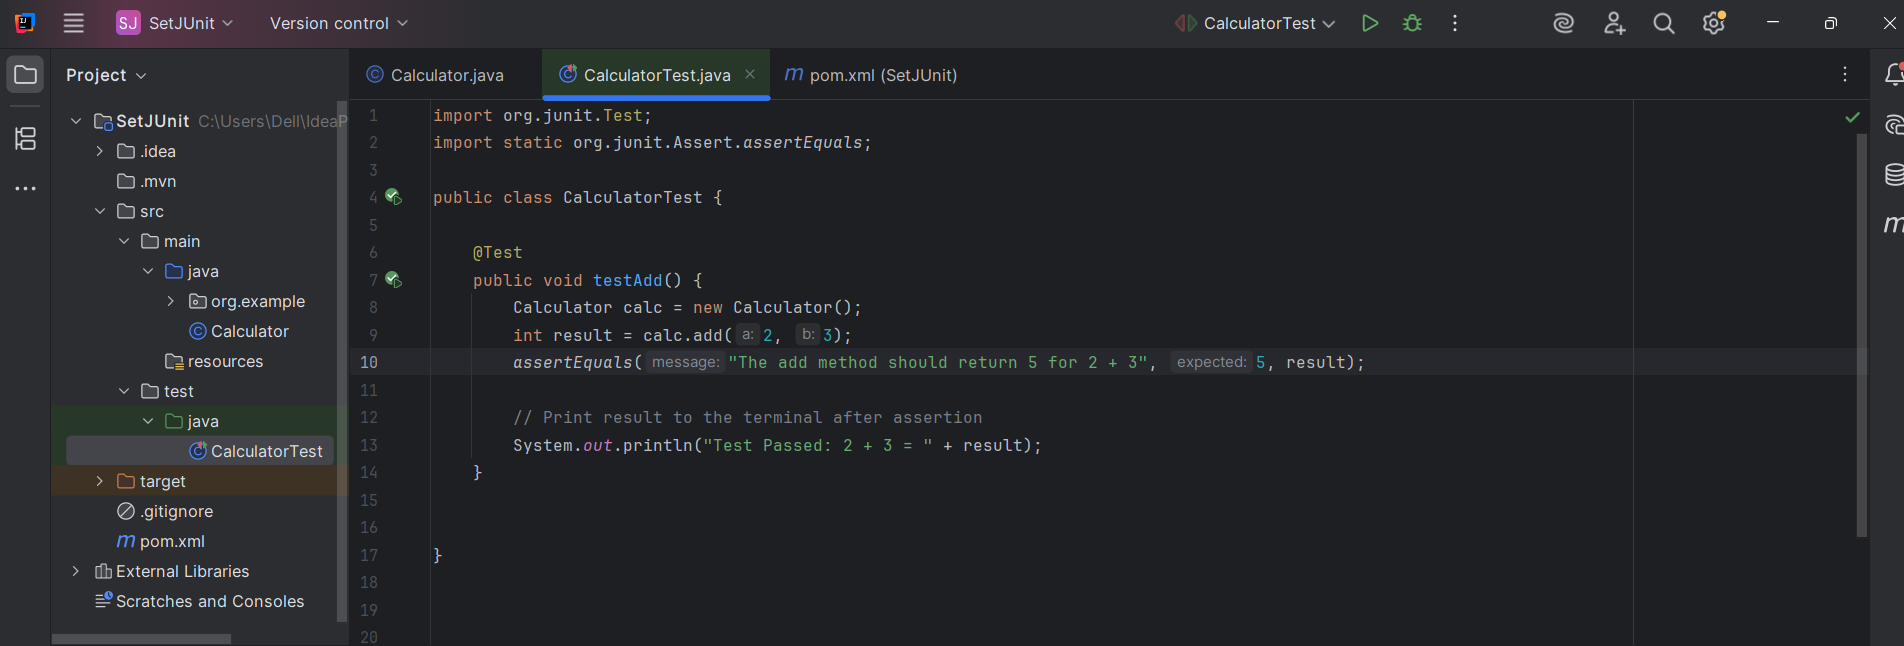 SJ SetJUnit Version control CalculatorTest
Project
Calculator.java CalculatorTest.java m pom.xml (SetJUnit)
SetJUnit C:\Users\Dell\IdeaP
.idea
.mvn
src
main
java
org.example
Calculator
resources
test
java
CalculatorTest
target
.gitignore
m pom.xml
External Libraries
Scratches and Consoles
1 import org.junit.Test;
2 import static org.junit.Assert.assertEquals;
3
4 public class CalculatorTest {
5
6 @Test
7 public void testAdd() {
8 Calculator calc = new Calculator();
9 int result = calc.add( a: 2, b: 3);
10 assertEquals( message: "The add method should return 5 for 2 + 3", expected: 5, result);
11
12 // Print result to the terminal after assertion
13 System.out.println("Test Passed: 2 + 3 = " + result);
14 }
15
16
17 }
18
19
20
m